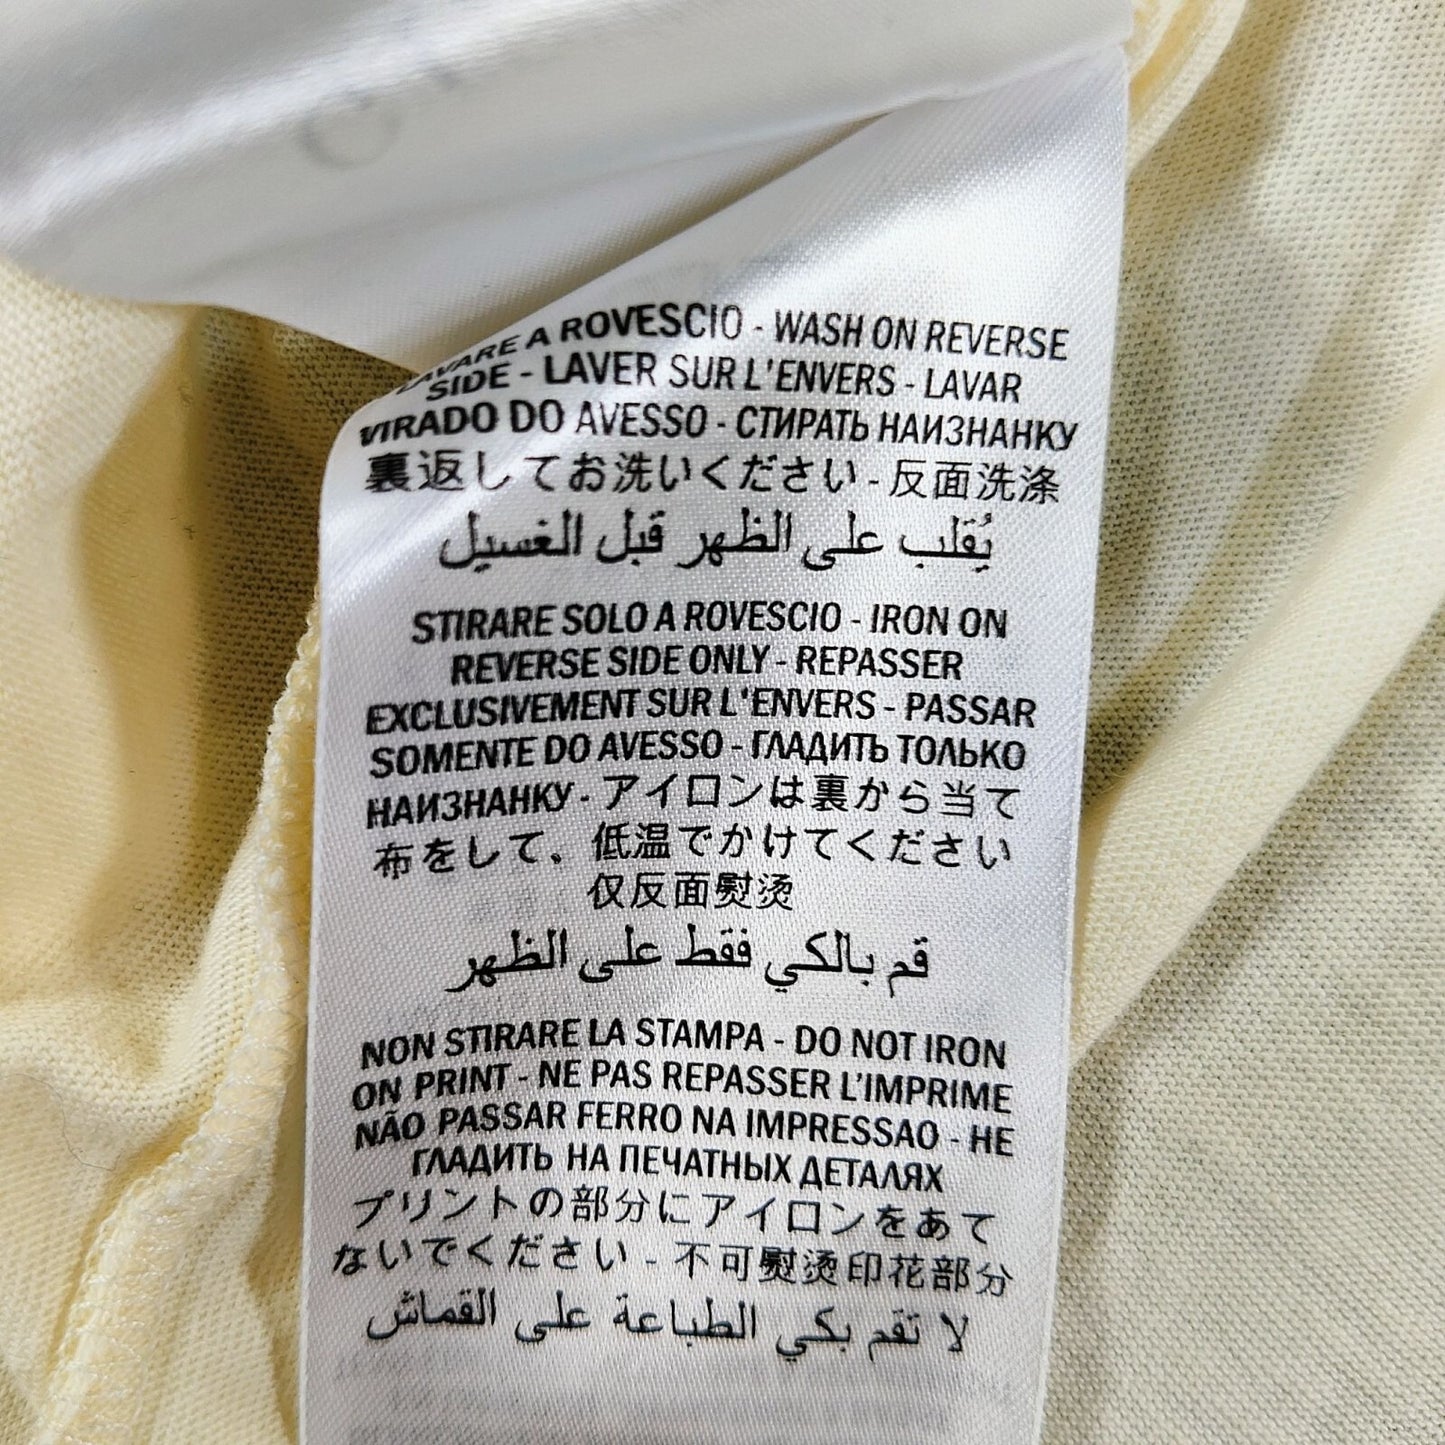 LAVARE A ROVESCIO - WASH ON REVERSE
SIDE - LAVER SUR L'ENVERS - LAVAR
VIRADO DO AVESSO - СТИРАТЬ НАИЗНАНКУ
裏返してお洗いください - 反面洗涤
يُقلب على الظهر قبل الغسيل
STIRARE SOLO A ROVESCIO - IRON ON
REVERSE SIDE ONLY - REPASSER
EXCLUSIVEMENT SUR L'ENVERS - PASSAR
SOMENTE DO AVESSO - ГЛАДИТЬ ТОЛЬКО
НАИЗНАНКУ - アイロンは裏から当て
布をして、低温でかけてください
仅反面熨烫
قم بالكي فقط على الظهر
NON STIRARE LA STAMPA - DO NOT IRON
ON PRINT - NE PAS REPASSER L'IMPRIME
NÃO PASSAR FERRO NA IMPRESSAO - НЕ
ГЛАДИТЬ НА ПЕЧАТНЫХ ДЕТАЛЯХ
プリントの部分にアイロンをあて
ないでください - 不可熨烫印花部分
لا تقم بكي الطباعة على القماش